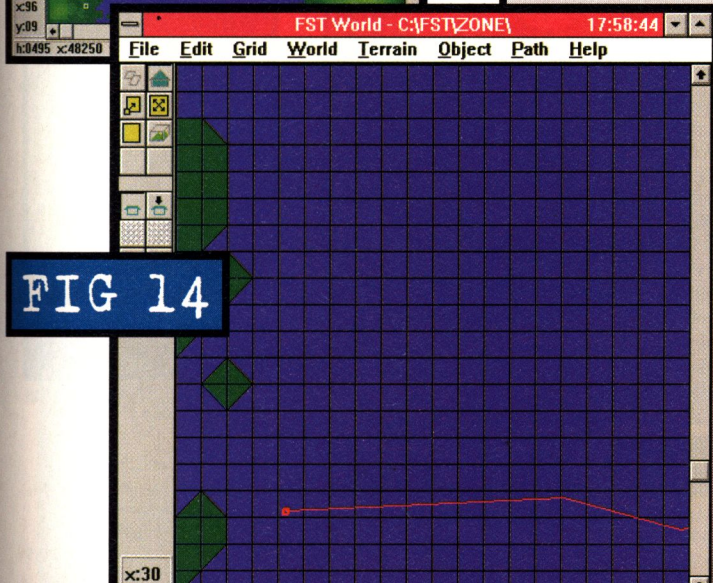 x:96
y:09
h:0495 x:48250
FST World - C:\FST\ZONE\ 17:58:44
File Edit Grid World Terrain Object Path Help
FIG 14
x:30